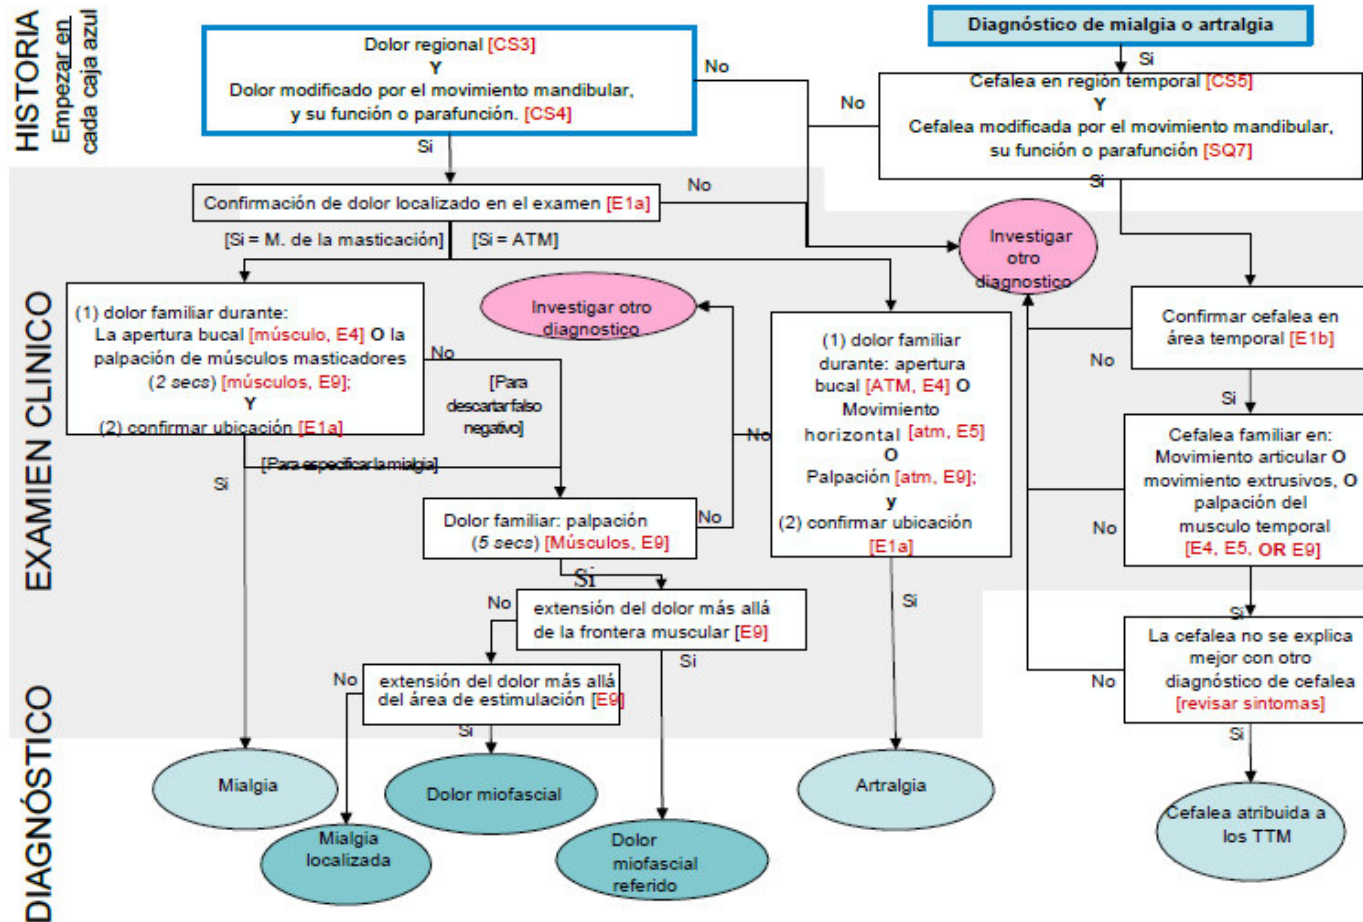 HISTORIA
Empezar en
cada caja azul
Dolor regional [CS3]
Y
Dolor modificado por el movimiento mandibular,
y su función o parafunción. [CS4]
No
Si
Diagnóstico de mialgia o artralgia
Si
Cefalea en región temporal [CS5]
Y
Cefalea modificada por el movimiento mandibular,
su función o parafunción [SQ7]
No
Si
EXAMIEN CLINICO
Confirmación de dolor localizado en el examen [E1a]
No
[Si = M. de la masticación]
[Si = ATM]
Investigar
otro
diagnostico
(1) dolor familiar durante:
La apertura bucal [músculo, E4] O la
palpación de músculos masticadores
(2 secs) [músculos, E9];
Y
(2) confirmar ubicación [E1a]
No
Si
Investigar otro
diagnostico
[Para
descartar falso
negativo]
[Para especificar la mialgia]
(1) dolor familiar
durante: apertura
bucal [ATM, E4] O
Movimiento
horizontal [atm, E5]
O
Palpación [atm, E9];
y
(2) confirmar ubicación
[E1a]
No
Si
Confirmar cefalea en
área temporal [E1b]
No
Si
Cefalea familiar en:
Movimiento articular O
movimiento extrusivos, O
palpación del
musculo temporal
[E4, E5, OR E9]
No
Si
Dolor familiar: palpación
(5 secs) [Músculos, E9]
No
Si
extensión del dolor más allá
de la frontera muscular [E9]
No
Si
extensión del dolor más allá
del área de estimulación [E9]
No
Si
La cefalea no se explica
mejor con otro
diagnóstico de cefalea
[revisar sintomas]
No
Si
DIAGNÓSTICO
Mialgia
Mialgia
localizada
Dolor miofascial
Dolor
miofascial
referido
Artralgia
Cefalea atribuida a
los TTM